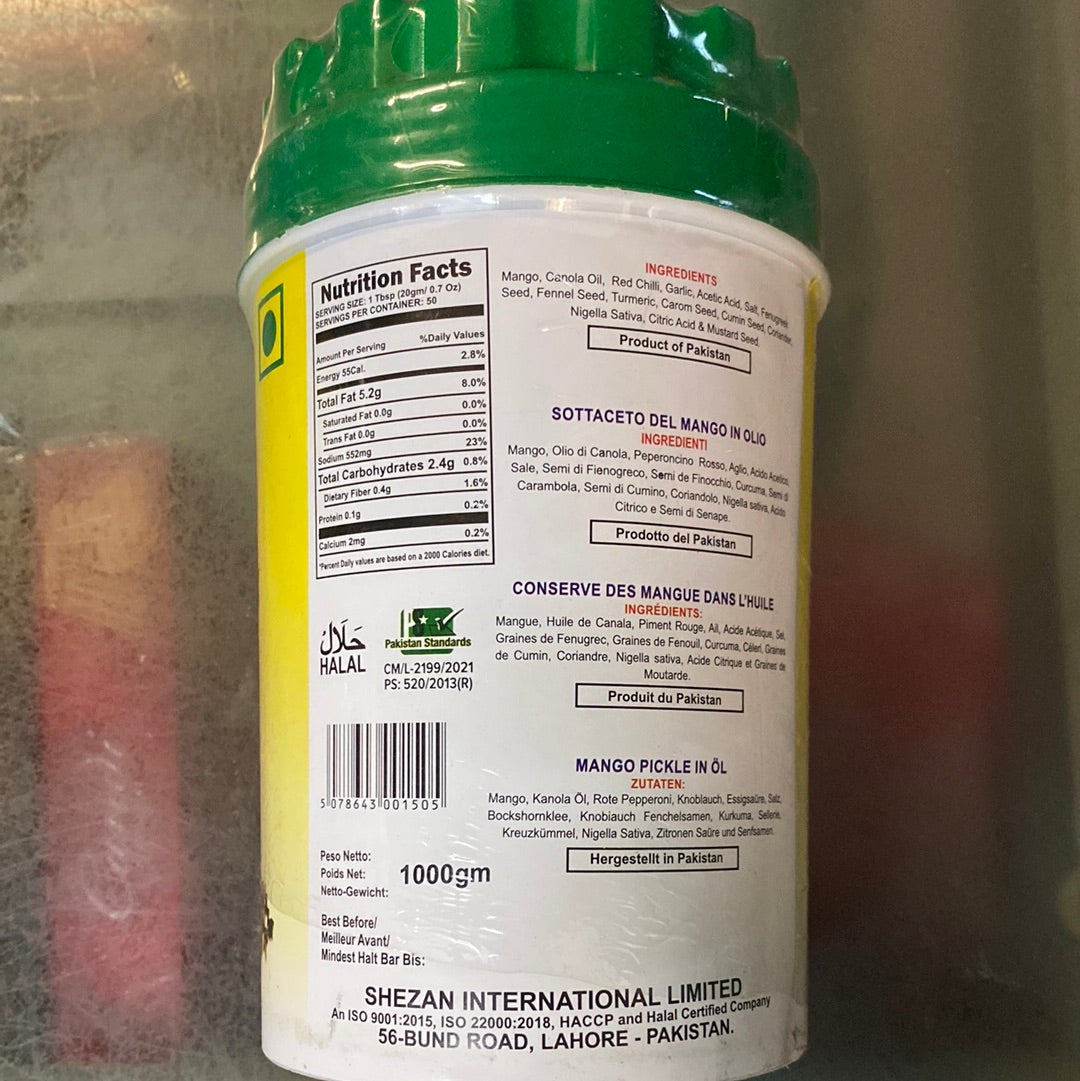 Nutrition Facts
SERVING SIZE: 1 Tbsp (20gm/ 0.7 Oz)
SERVINGS PER CONTAINER: 50
Amount Per Serving %Daily Values
Energy 55Cal. 2.8%
Total Fat 5.2g 8.0%
Saturated Fat 0.0g 0.0%
Trans Fat 0.0g 0.0%
Sodium 552mg 23%
Total Carbohydrates 2.4g 0.8%
Dietary Fiber 0.4g 1.6%
Protein 0.1g 0.2%
Calcium 2mg 0.2%
*Percent Daily values are based on a 2000 Calories diet.
حَلَال
HALAL
Pakistan Standards
CM/L-2199/2021
PS: 520/2013(R)
5 078643 001505
Peso Netto:
Poids Net: 1000gm
Netto-Gewicht:
Best Before/
Meilleur Avant/
Mindest Halt Bar Bis:
INGREDIENTS
Mango, Canola Oil, Red Chilli, Garlic, Acetic Acid, Salt, Fenugreek
Seed, Fennel Seed, Turmeric, Carom Seed, Cumin Seed, Coriander,
Nigella Sativa, Citric Acid & Mustard Seed.
Product of Pakistan
SOTTACETO DEL MANGO IN OLIO
INGREDIENTI
Mango, Olio di Canola, Peperoncino Rosso, Aglio, Acido Acetico,
Sale, Semi di Fienogreco, Semi de Finocchio, Curcuma, Semi di
Carambola, Semi di Cumino, Coriandolo, Nigella sativa, Acido
Citrico e Semi di Senape.
Prodotto del Pakistan
CONSERVE DES MANGUE DANS L'HUILE
INGRÉDIENTS:
Mangue, Huile de Canala, Piment Rouge, Ail, Acide Acétique, Sel,
Graines de Fenugrec, Graines de Fenouil, Curcuma, Céleri, Graines
de Cumin, Coriandre, Nigella sativa, Acide Citrique et Graines de
Moutarde.
Produit du Pakistan
MANGO PICKLE IN ÖL
ZUTATEN:
Mango, Kanola Öl, Rote Pepperoni, Knoblauch, Essigsaüre, Salz,
Bockshornklee, Knobiauch Fenchelsamen, Kurkuma, Sellerie,
Kreuzkümmel, Nigella Sativa, Zitronen Saûre und Senfsamen.
Hergestellt in Pakistan
SHEZAN INTERNATIONAL LIMITED
An ISO 9001:2015, ISO 22000:2018, HACCP and Halal Certified Company
56-BUND ROAD, LAHORE - PAKISTAN.